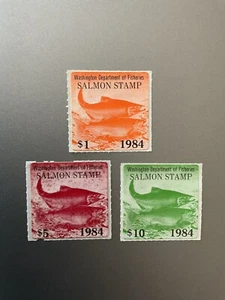 Washington Department of Fisheries
SALMON STAMP
$1 1984
Washington Department of Fisheries
SALMON STAMP
$5 1984
Washington Department of Fisheries
SALMON STAMP
$10 1984